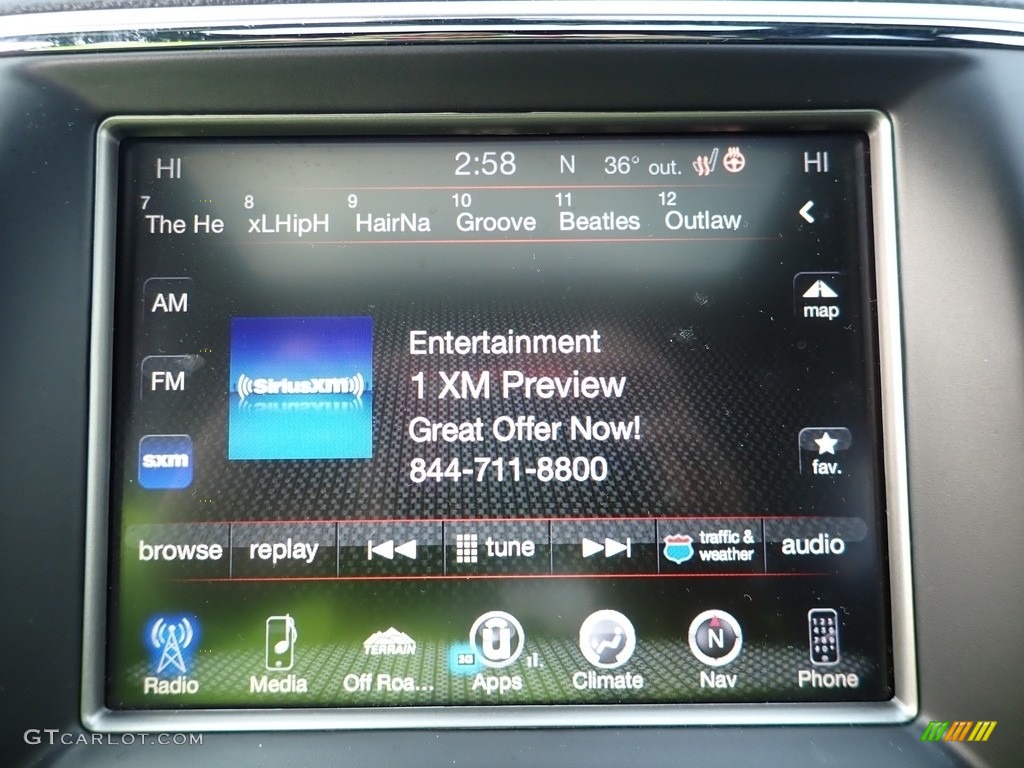 HI 2:58 N 36° out. HI
7 8 9 10 11 12
The He xLHipH HairNa Groove Beatles Outlaw
AM
map
Entertainment
FM
((SiriusXM))
1 XM Preview
Great Offer Now!
sxm
844-711-8800
fav.
browse replay tune traffic & weather audio
TERRAIN
N
3G
Radio Media Off Roa... Apps Climate Nav Phone
GTCARLOT.COM